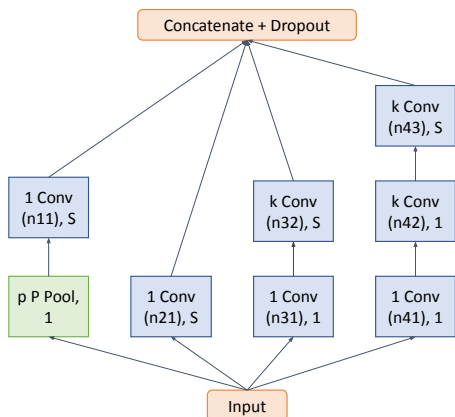 Concatenate + Dropout
k Conv
(n43), S
1 Conv
(n11), S
k Conv
(n32), S
k Conv
(n42), 1
p P Pool,
1
1 Conv
(n21), S
1 Conv
(n31), 1
1 Conv
(n41), 1
Input